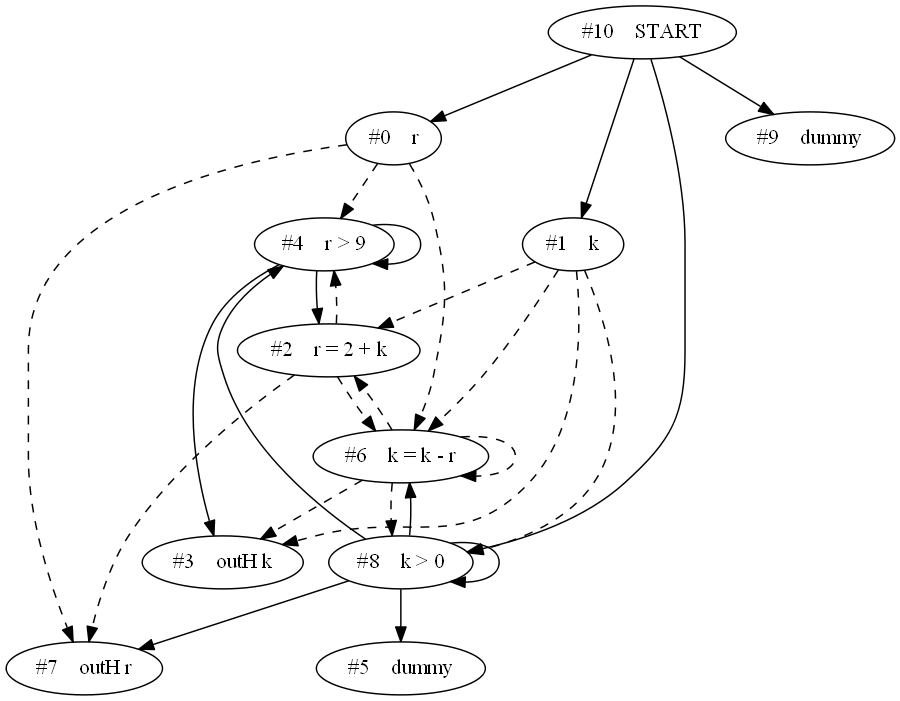 #10 START
#0 r
#9 dummy
#4 r > 9
#1 k
#2 r = 2 + k
#6 k = k - r
#3 outH k
#8 k > 0
#7 outH r
#5 dummy